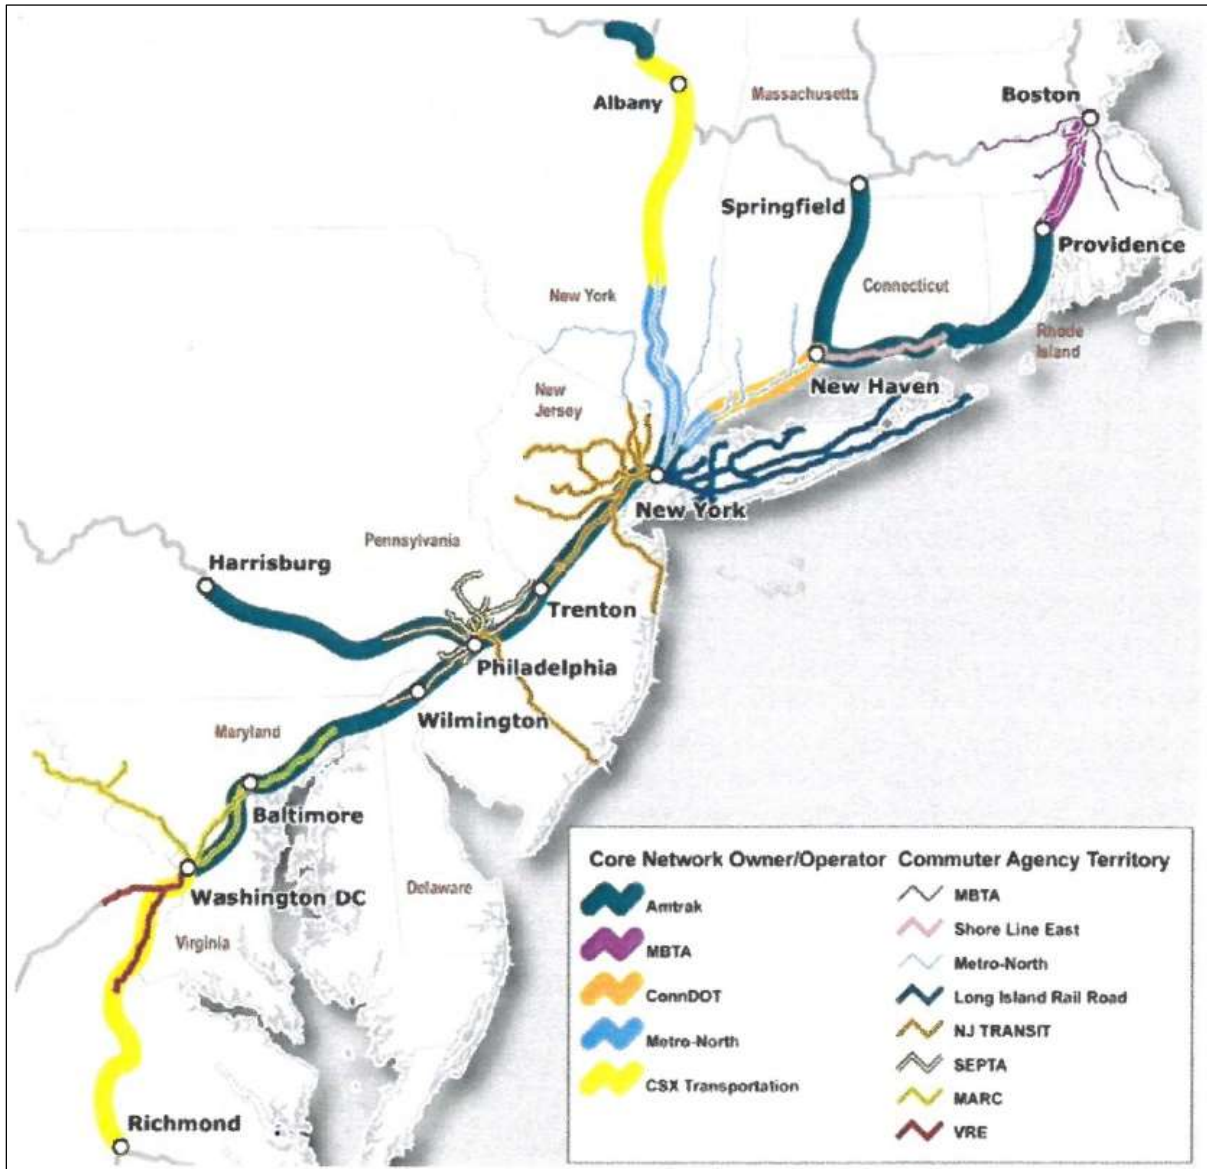 Albany
Massachusetts
Boston
Springfield
Providence
New York
Connecticut
Rhode
Island
New Haven
New
Jersey
New York
Pennsylvania
Harrisburg
Trenton
Philadelphia
Wilmington
Maryland
Baltimore
Washington DC
Delaware
Virginia
Richmond
Core Network Owner/Operator
Amtrak
MBTA
ConnDOT
Metro-North
CSX Transportation
Commuter Agency Territory
MBTA
Shore Line East
Metro-North
Long Island Rail Road
NJ TRANSIT
SEPTA
MARC
VRE